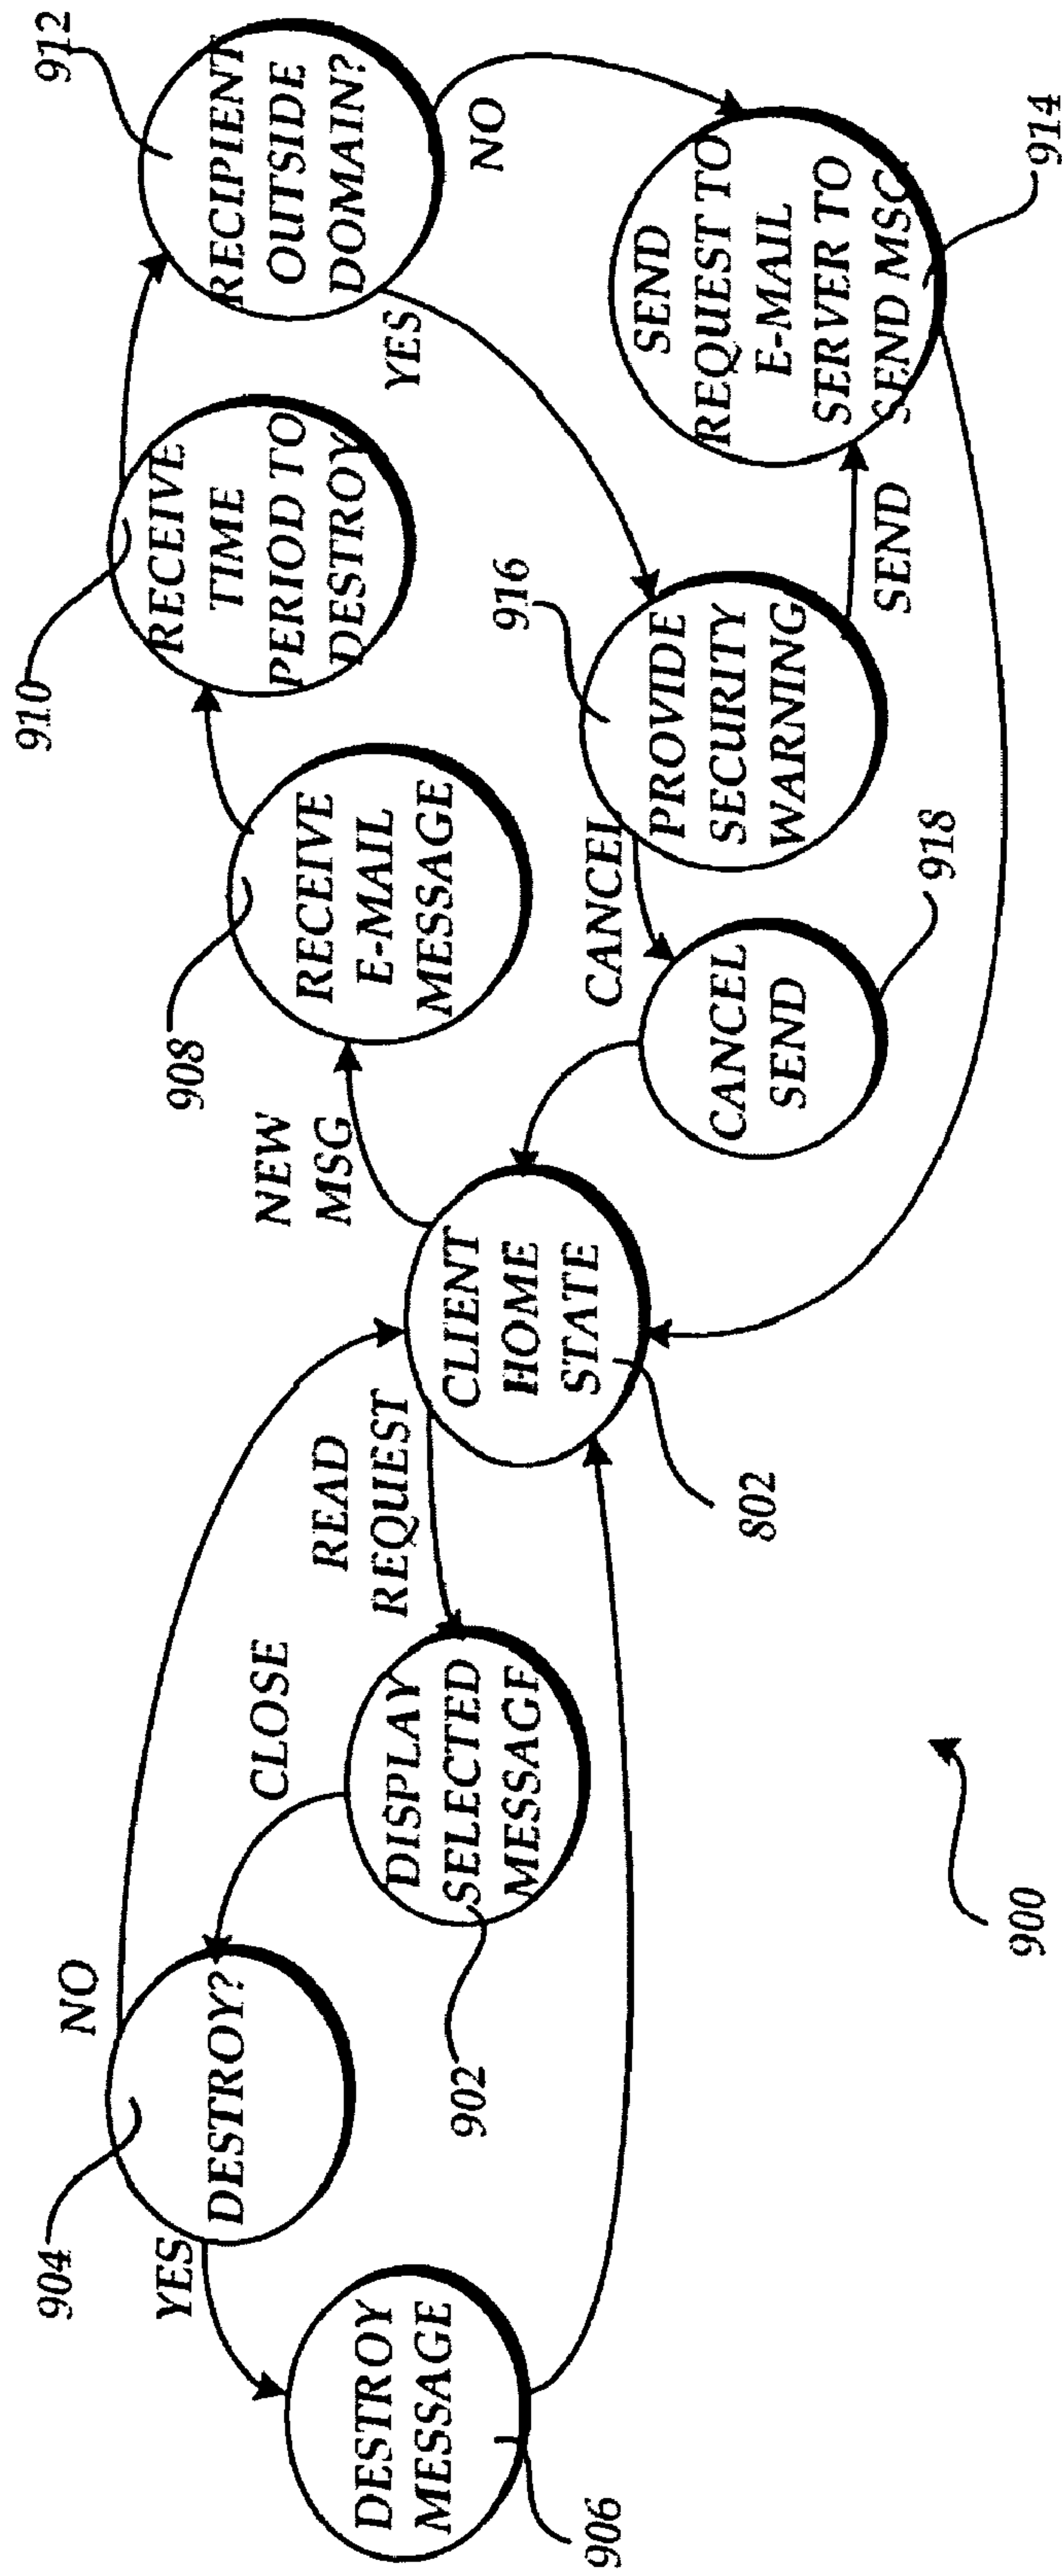 904
NO
YES
DESTROY?
CLOSE
DESTROY
MESSAGE
906
902
DISPLAY
SELECTED
MESSAGE
READ
REQUEST
CLIENT
HOME
STATE
802
NEW
MSG
908
RECEIVE
E-MAIL
MESSAGE
910
RECEIVE
TIME
PERIOD TO
DESTROY
912
RECIPIENT
OUTSIDE
DOMAIN?
NO
YES
916
PROVIDE
SECURITY
WARNING
CANCEL
CANCEL
SEND
918
SEND
SEND
REQUEST TO
E-MAIL
SERVER TO
SEND MSG
914
900